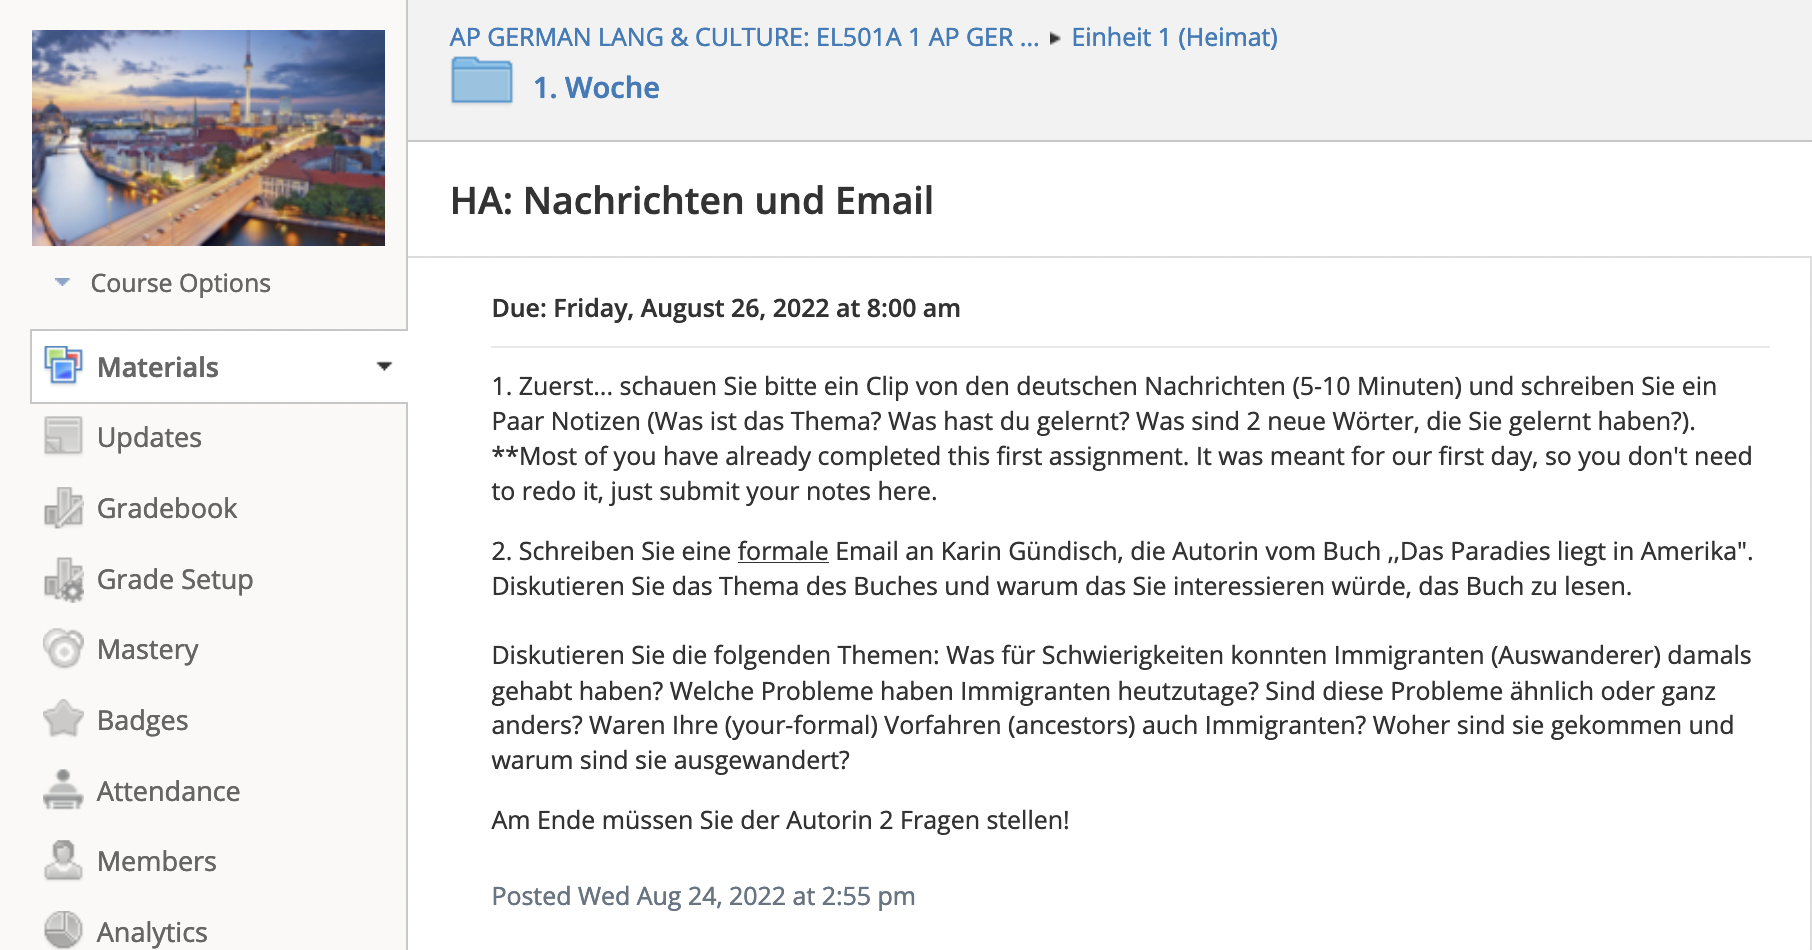 AP GERMAN LANG & CULTURE: EL501A 1 AP GER ... ▸ Einheit 1 (Heimat)
1. Woche
HA: Nachrichten und Email
Course Options
Materials
Updates
Gradebook
Grade Setup
Mastery
Badges
Attendance
Members
Analytics
Due: Friday, August 26, 2022 at 8:00 am
1. Zuerst... schauen Sie bitte ein Clip von den deutschen Nachrichten (5-10 Minuten) und schreiben Sie ein
Paar Notizen (Was ist das Thema? Was hast du gelernt? Was sind 2 neue Wörter, die Sie gelernt haben?).
**Most of you have already completed this first assignment. It was meant for our first day, so you don't need
to redo it, just submit your notes here.
2. Schreiben Sie eine formale Email an Karin Gündisch, die Autorin vom Buch ,,Das Paradies liegt in Amerika".
Diskutieren Sie das Thema des Buches und warum das Sie interessieren würde, das Buch zu lesen.
Diskutieren Sie die folgenden Themen: Was für Schwierigkeiten konnten Immigranten (Auswanderer) damals
gehabt haben? Welche Probleme haben Immigranten heutzutage? Sind diese Probleme ähnlich oder ganz
anders? Waren Ihre (your-formal) Vorfahren (ancestors) auch Immigranten? Woher sind sie gekommen und
warum sind sie ausgewandert?
Am Ende müssen Sie der Autorin 2 Fragen stellen!
Posted Wed Aug 24, 2022 at 2:55 pm